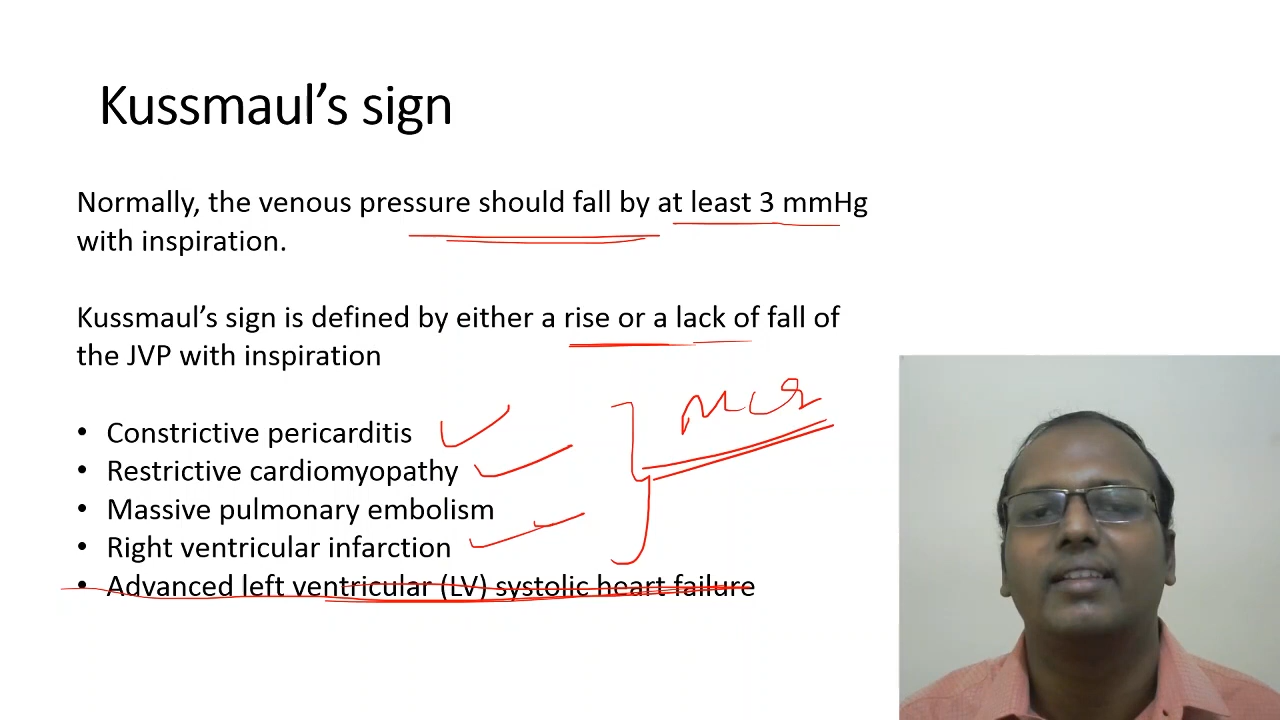 Kussmaul’s sign
Normally, the venous pressure should fall by at least 3 mmHg
with inspiration.
Kussmaul’s sign is defined by either a rise or a lack of fall of
the JVP with inspiration
• Constrictive pericarditis
• Restrictive cardiomyopathy
• Massive pulmonary embolism
• Right ventricular infarction
• Advanced left ventricular (LV) systolic heart failure